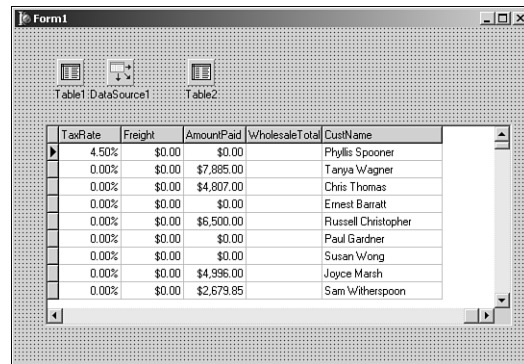 Form1
Table1 DataSource1 Table2
TaxRate Freight AmountPaid WholesaleTotal CustName
4.50% $0.00 $0.00 Phyllis Spooner
0.00% $0.00 $7,885.00 Tanya Wagner
0.00% $0.00 $4,807.00 Chris Thomas
0.00% $0.00 $0.00 Ernest Barratt
0.00% $0.00 $6,500.00 Russell Christopher
0.00% $0.00 $0.00 Paul Gardner
0.00% $0.00 $0.00 Susan Wong
0.00% $0.00 $4,996.00 Joyce Marsh
0.00% $0.00 $2,679.85 Sam Witherspoon